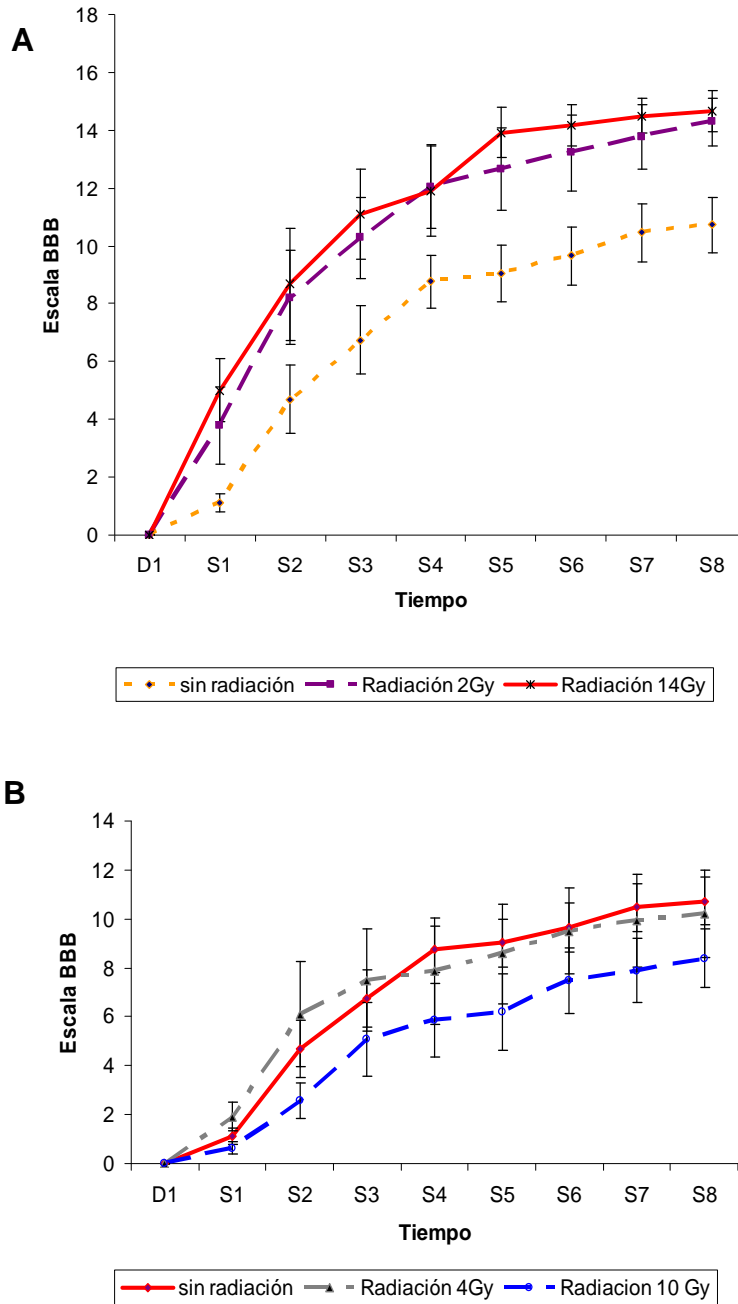 A
18
16
14
12
10
8
6
4
2
0
Escala BBB
D1 S1 S2 S3 S4 S5 S6 S7 S8
Tiempo
sin radiación Radiación 2Gy Radiación 14Gy
B
14
12
10
8
6
4
2
0
Escala BBB
D1 S1 S2 S3 S4 S5 S6 S7 S8
Tiempo
sin radiación Radiación 4Gy Radiacion 10 Gy